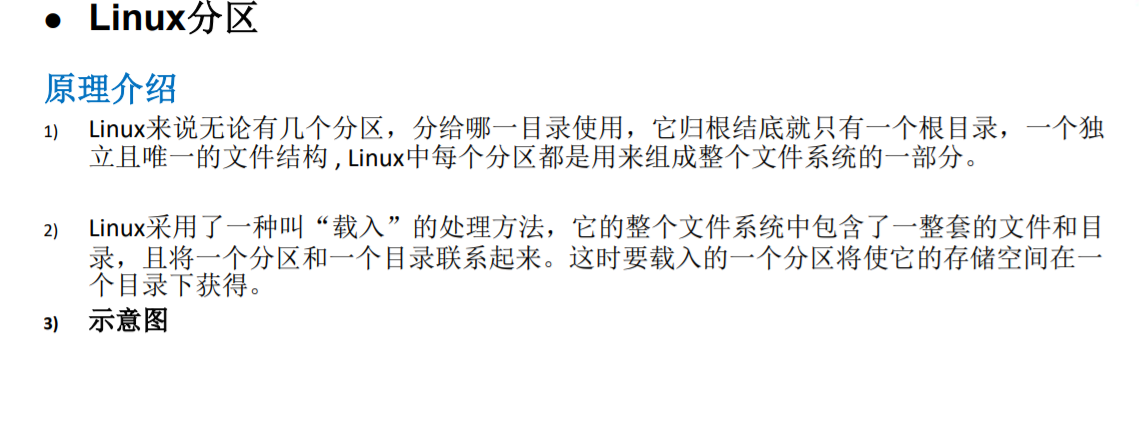 ● Linux分区
原理介绍
1) Linux来说无论有几个分区，分给哪一目录使用，它归根结底就只有一个根目录，一个独
立且唯一的文件结构 , Linux中每个分区都是用来组成整个文件系统的一部分。
2) Linux采用了一种叫“载入”的处理方法，它的整个文件系统中包含了一整套的文件和目
录，且将一个分区和一个目录联系起来。这时要载入的一个分区将使它的存储空间在一
个目录下获得。
3) 示意图